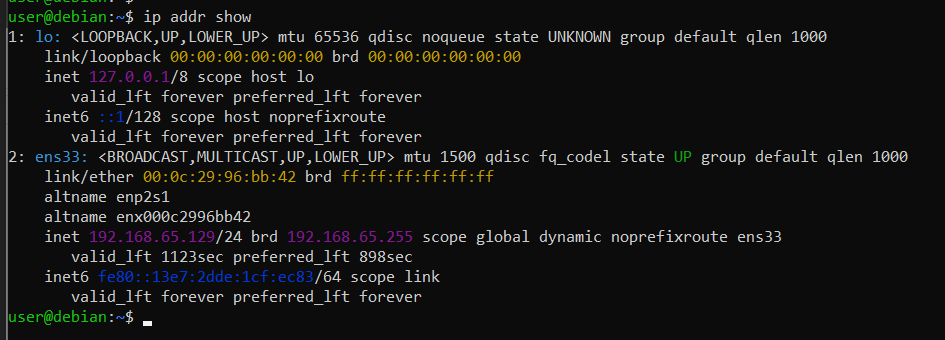 user@debian:~$
user@debian:~$ ip addr show
1: lo: <LOOPBACK,UP,LOWER_UP> mtu 65536 qdisc noqueue state UNKNOWN group default qlen 1000
    link/loopback 00:00:00:00:00:00 brd 00:00:00:00:00:00
    inet 127.0.0.1/8 scope host lo
       valid_lft forever preferred_lft forever
    inet6 ::1/128 scope host noprefixroute
       valid_lft forever preferred_lft forever
2: ens33: <BROADCAST,MULTICAST,UP,LOWER_UP> mtu 1500 qdisc fq_codel state UP group default qlen 1000
    link/ether 00:0c:29:96:bb:42 brd ff:ff:ff:ff:ff:ff
    altname enp2s1
    altname enx000c2996bb42
    inet 192.168.65.129/24 brd 192.168.65.255 scope global dynamic noprefixroute ens33
       valid_lft 1123sec preferred_lft 898sec
    inet6 fe80::13e7:2dde:1cf:ec83/64 scope link
       valid_lft forever preferred_lft forever
user@debian:~$